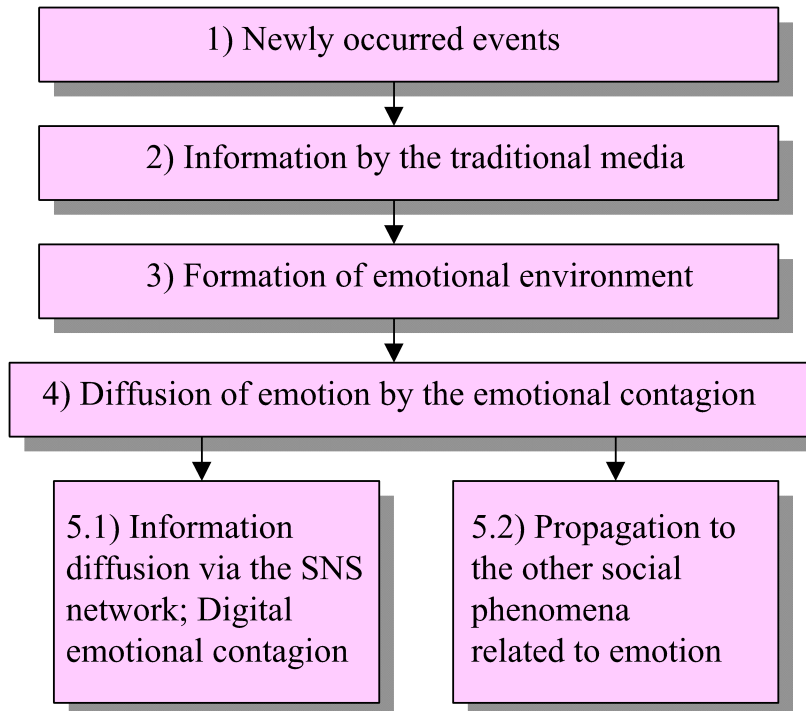 1) Newly occurred events
2) Information by the traditional media
3) Formation of emotional environment
4) Diffusion of emotion by the emotional contagion
5.1) Information
diffusion via the SNS
network; Digital
emotional contagion
5.2) Propagation to
the other social
phenomena
related to emotion